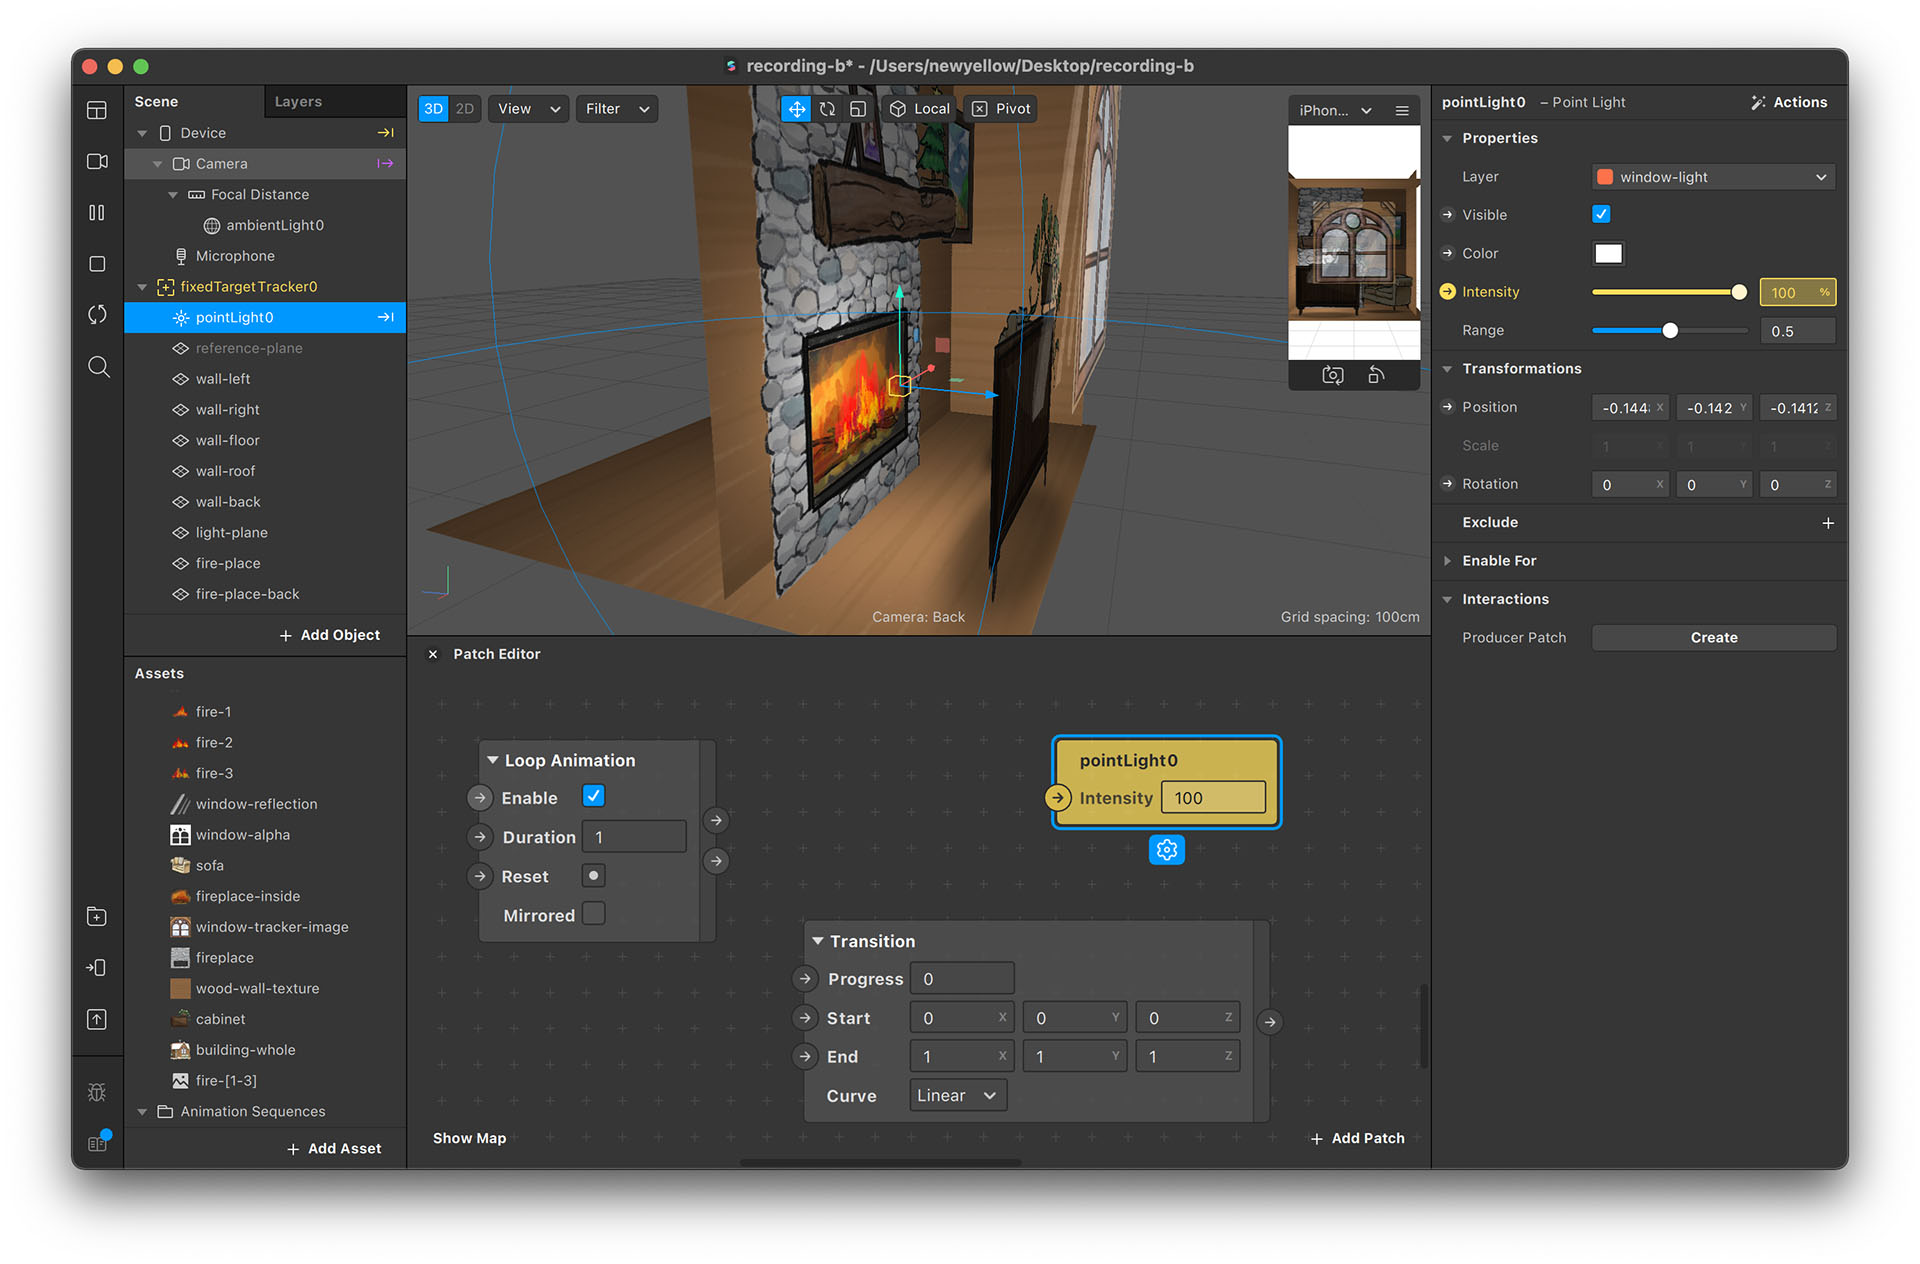 recording-b* - /Users/newyellow/Desktop/recording-b
Scene
Layers
Device
Camera
Focal Distance
ambientLight0
Microphone
fixedTargetTracker0
pointLight0
reference-plane
wall-left
wall-right
wall-floor
wall-roof
wall-back
light-plane
fire-place
fire-place-back
+ Add Object
Assets
fire-1
fire-2
fire-3
window-reflection
window-alpha
sofa
fireplace-inside
window-tracker-image
fireplace
wood-wall-texture
cabinet
building-whole
fire-[1-3]
Animation Sequences
+ Add Asset
3D 2D View Filter Local Pivot
iPhon...
Camera: Back
Grid spacing: 100cm
Patch Editor
Loop Animation
Enable
Duration 1
Reset
Mirrored
pointLight0
Intensity 100
Transition
Progress 0
Start 0 X 0 Y 0 Z
End 1 X 1 Y 1 Z
Curve Linear
Show Map
+ Add Patch
pointLight0 – Point Light Actions
Properties
Layer window-light
Visible
Color
Intensity 100 %
Range 0.5
Transformations
Position -0.144 X -0.142 Y -0.1412 Z
Scale 1 X 1 Y 1 Z
Rotation 0 X 0 Y 0 Z
Exclude +
Enable For
Interactions
Producer Patch Create